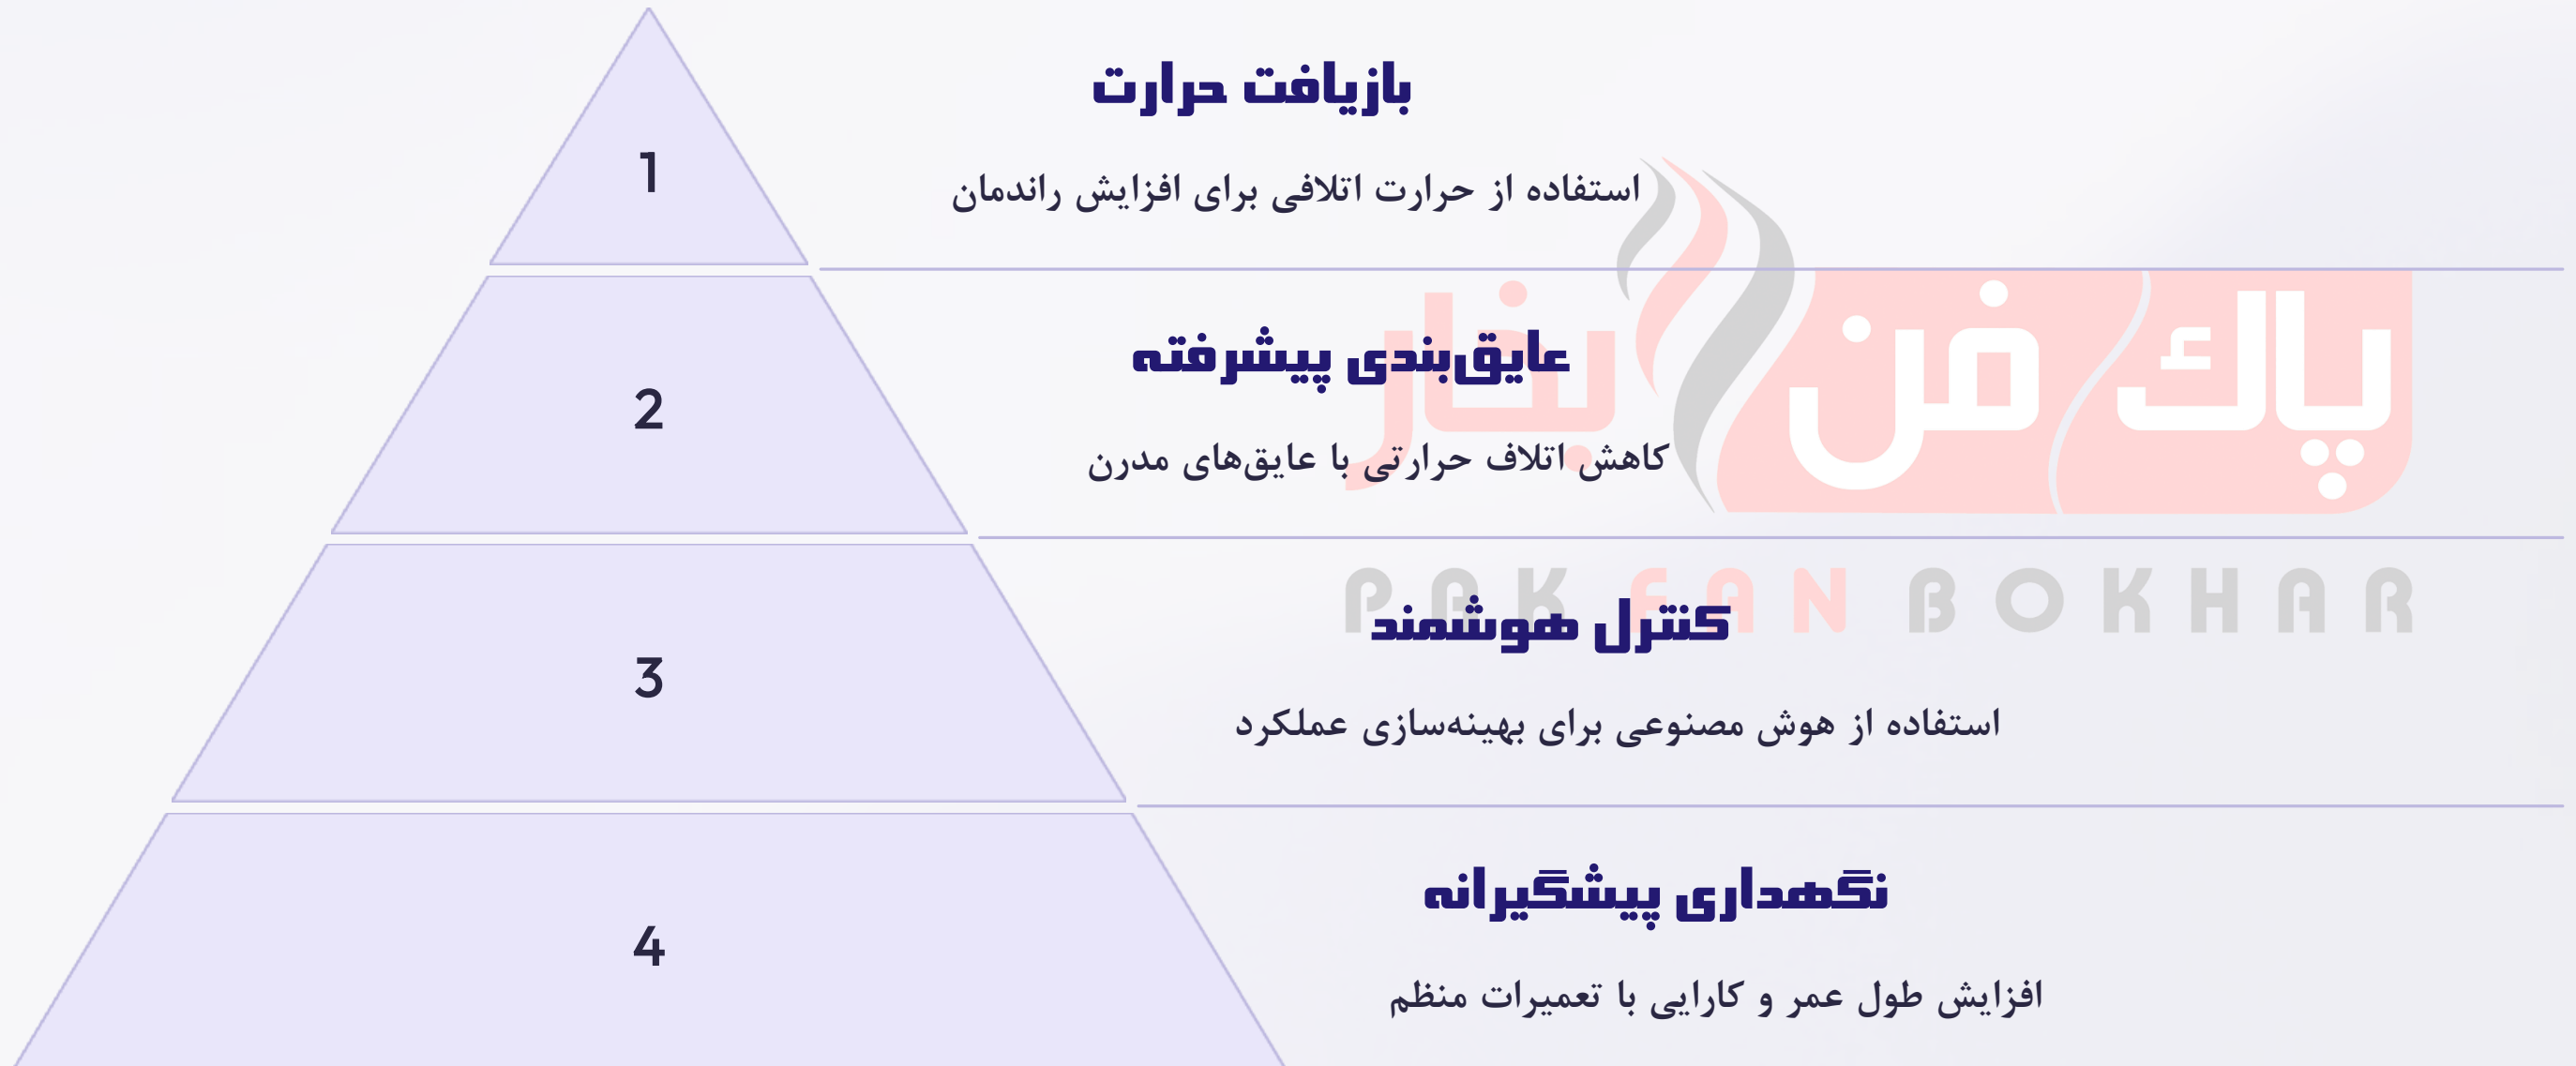 1
بازیافت حرارت
استفاده از حرارت اتلافی برای افزایش راندمان
2
عایق‌بندی پیشرفته
کاهش اتلاف حرارتی با عایق‌های مدرن
پاک فن بخار
PAK FAN BOKHAR
3
کنترل هوشمند
استفاده از هوش مصنوعی برای بهینه‌سازی عملکرد
4
نگهداری پیشگیرانه
افزایش طول عمر و کارایی با تعمیرات منظم